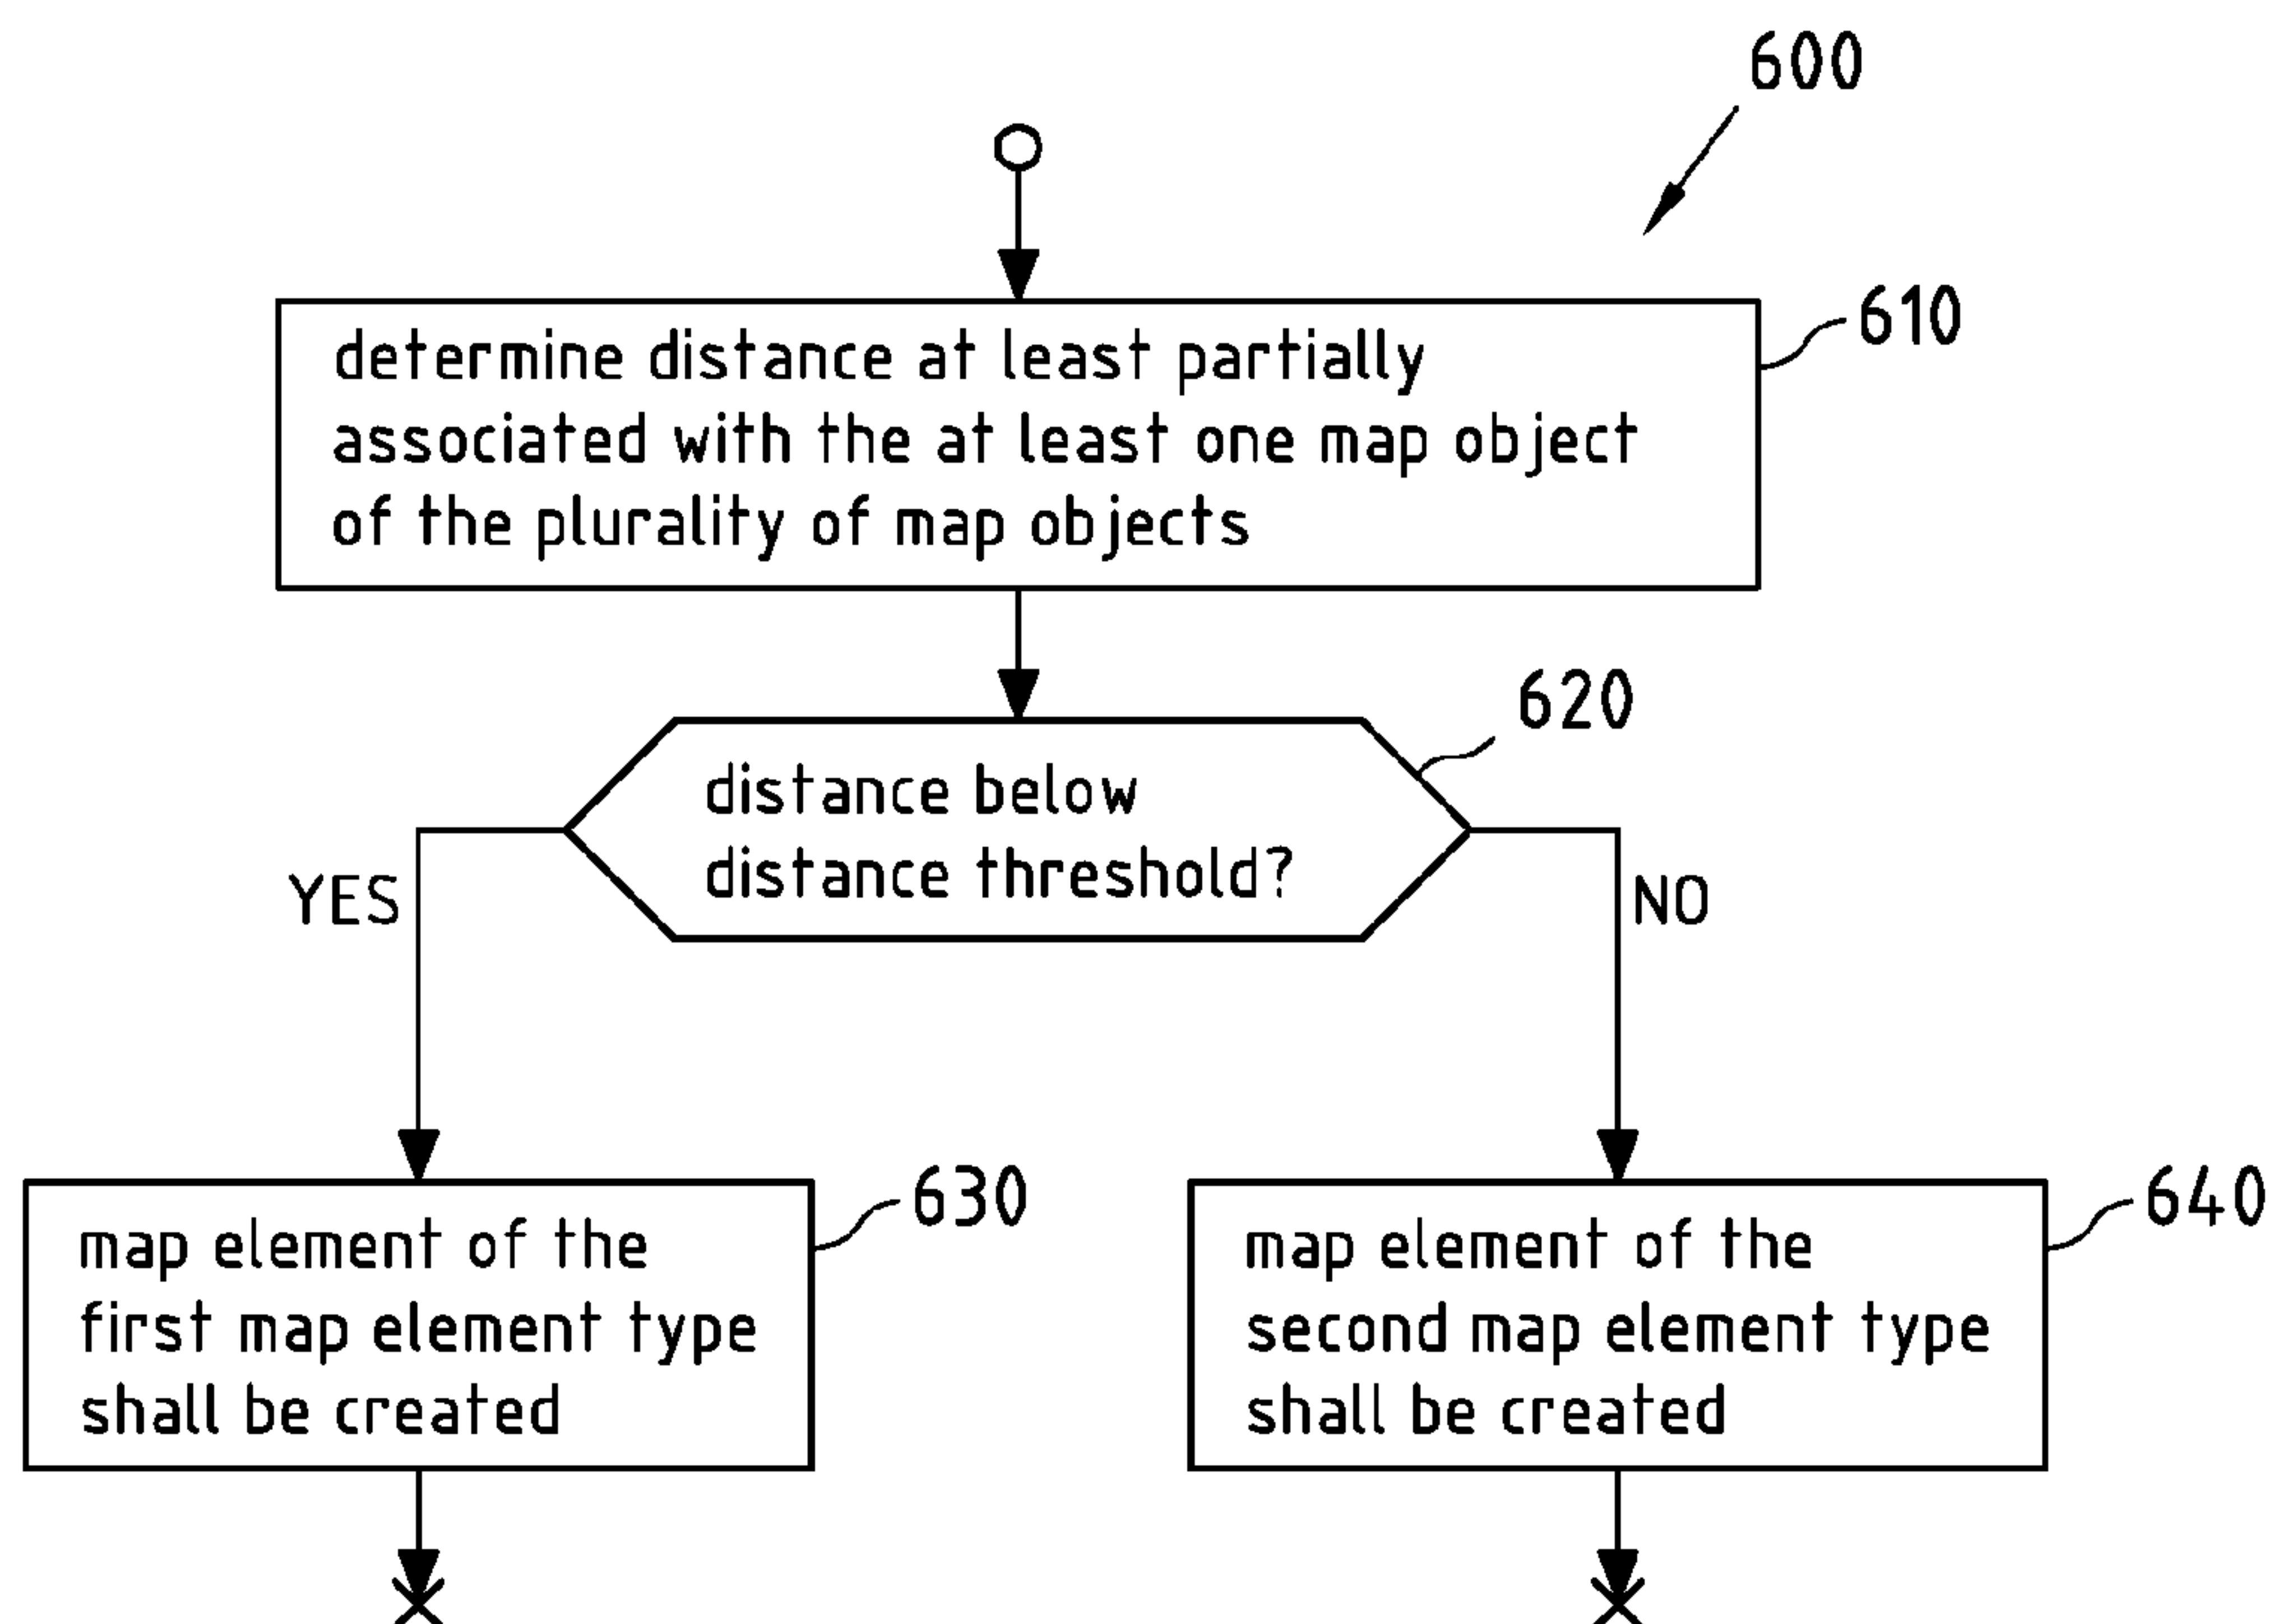 600
determine distance at least partially
associated with the at least one map object
of the plurality of map objects
610
620
distance below
distance threshold?
YES
NO
630
map element of the
first map element type
shall be created
640
map element of the
second map element type
shall be created